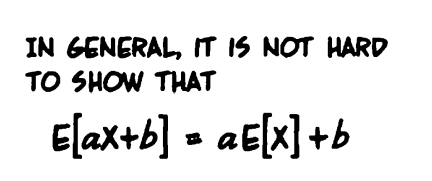 IN GENERAL, IT IS NOT HARD
TO SHOW THAT
E[aX+b] = aE[X]+b